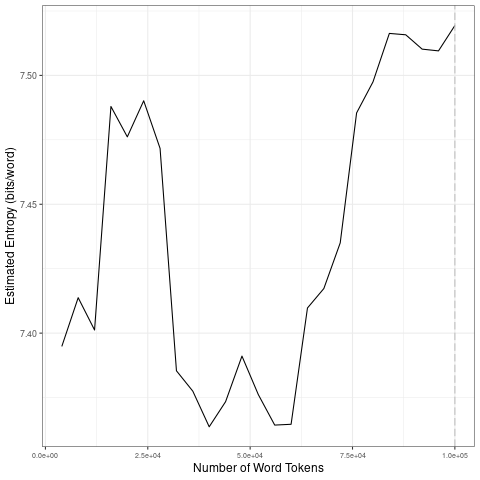 Estimated Entropy (bits/word)
7.50
7.45
7.40
0.0e+00 2.5e+04 5.0e+04 7.5e+04 1.0e+05
Number of Word Tokens